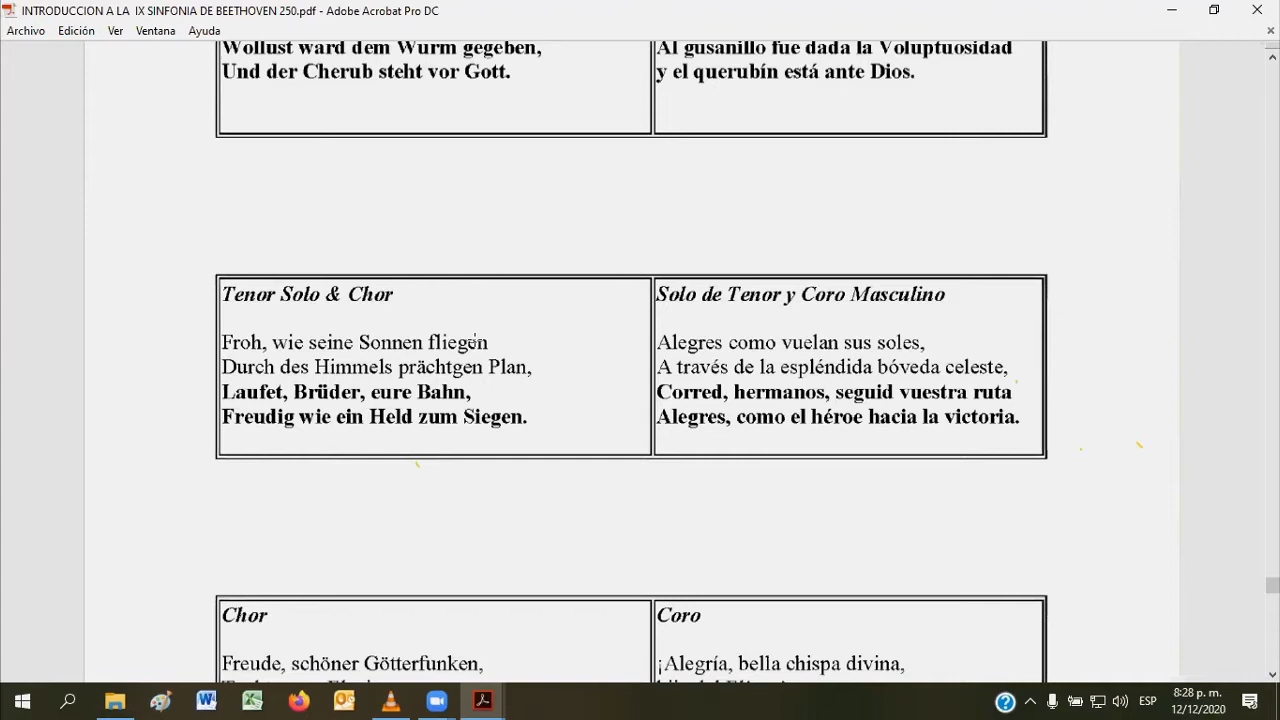 INTRODUCCION A LA IX SINFONIA DE BEETHOVEN 250.pdf - Adobe Acrobat Pro DC
Archivo Edición Ver Ventana Ayuda
Wollust ward dem Wurm gegeben,
Und der Cherub steht vor Gott.
Al gusanillo fue dada la Voluptuosidad
y el querubín está ante Dios.
Tenor Solo & Chor
Froh, wie seine Sonnen fliegen
Durch des Himmels prächtgen Plan,
Laufet, Brüder, eure Bahn,
Freudig wie ein Held zum Siegen.
Solo de Tenor y Coro Masculino
Alegres como vuelan sus soles,
A través de la espléndida bóveda celeste,
Corred, hermanos, seguid vuestra ruta
Alegres, como el héroe hacia la victoria.
Chor
Freude, schöner Götterfunken,
Coro
¡Alegría, bella chispa divina,
ESP
8:28 p. m.
12/12/2020